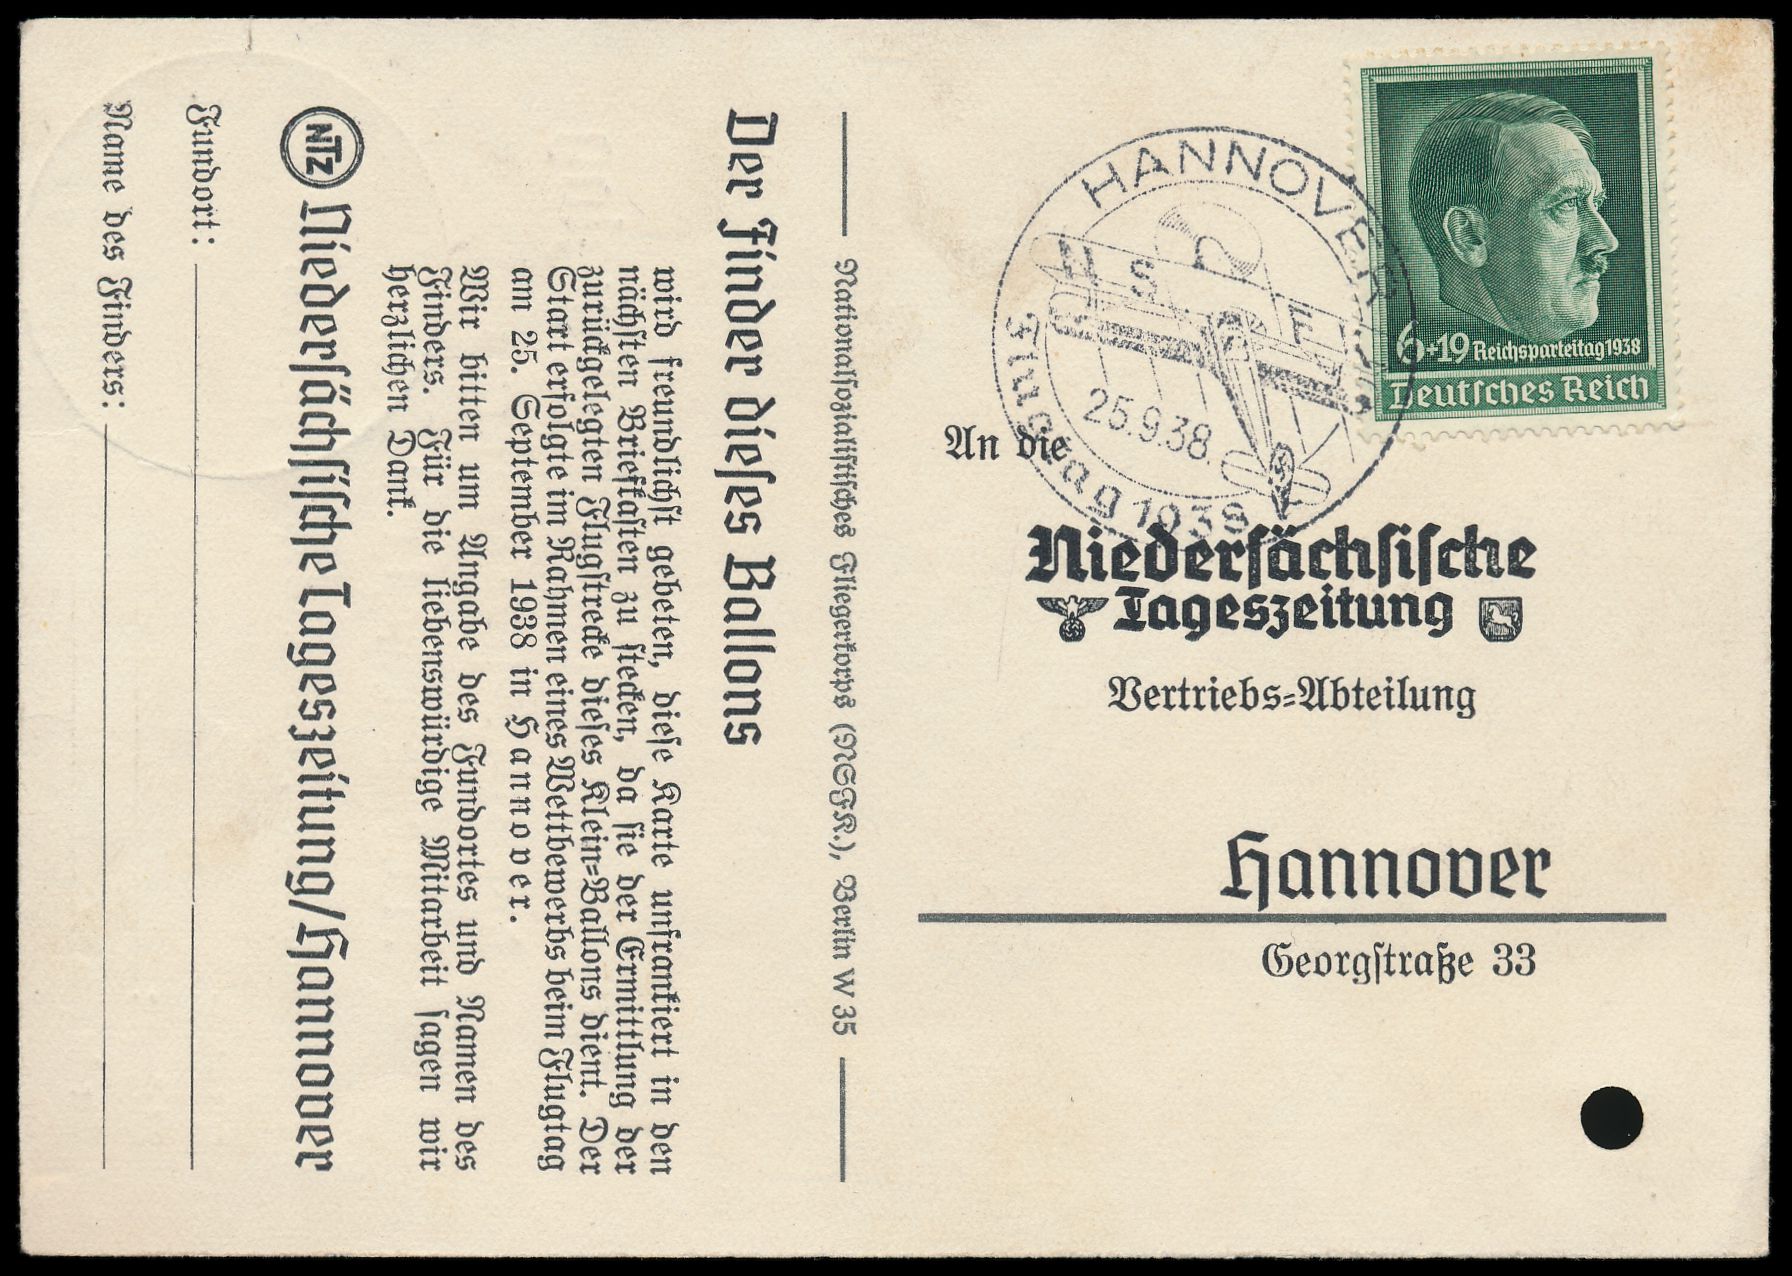 6+19 Reichsparteitag 1938
Deutsches Reich
HANNOVER
N S F K
25.9.38.
Flugtag 1938
An die
Niedersächsische
Tageszeitung
Vertriebs-Abteilung
Hannover
Georgstraße 33
Nationalsozialistisches Fliegerkorps (NSFK.), Berlin W 35
Der Finder dieses Ballons
wird freundlichst gebeten, diese Karte unfrankiert in den
nächsten Briefkasten zu stecken, da sie der Ermittlung der
zurückgelegten Flugstrecke dieses Klein-Ballons dient. Der
Start erfolgte im Rahmen eines Wettbewerbs beim Flugtag
am 25. September 1938 in Hannover.
Wir bitten um Angabe des Fundortes und Namen des
Finders. Für die liebenswürdige Mitarbeit sagen wir
herzlichen Dank.
NTZ Niedersächsische Tageszeitung/Hannover
Fundort:
Name des Finders: